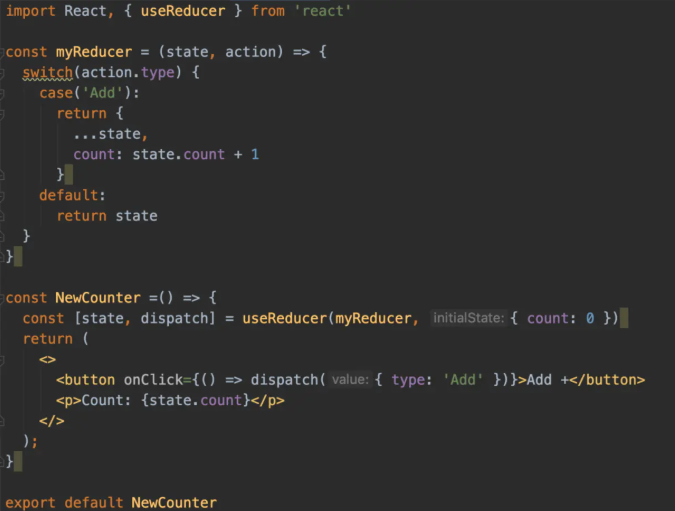 import React, { useReducer } from 'react'
const myReducer = (state, action) => {
switch(action.type) {
case('Add'):
return {
...state,
count: state.count + 1
}
default:
return state
}
}
const NewCounter =() => {
const [state, dispatch] = useReducer(myReducer, initialState: { count: 0 })
return (
<>
<button onClick={() => dispatch( value: { type: 'Add' })}>Add +</button>
<p>Count: {state.count}</p>
</>
);
}
export default NewCounter